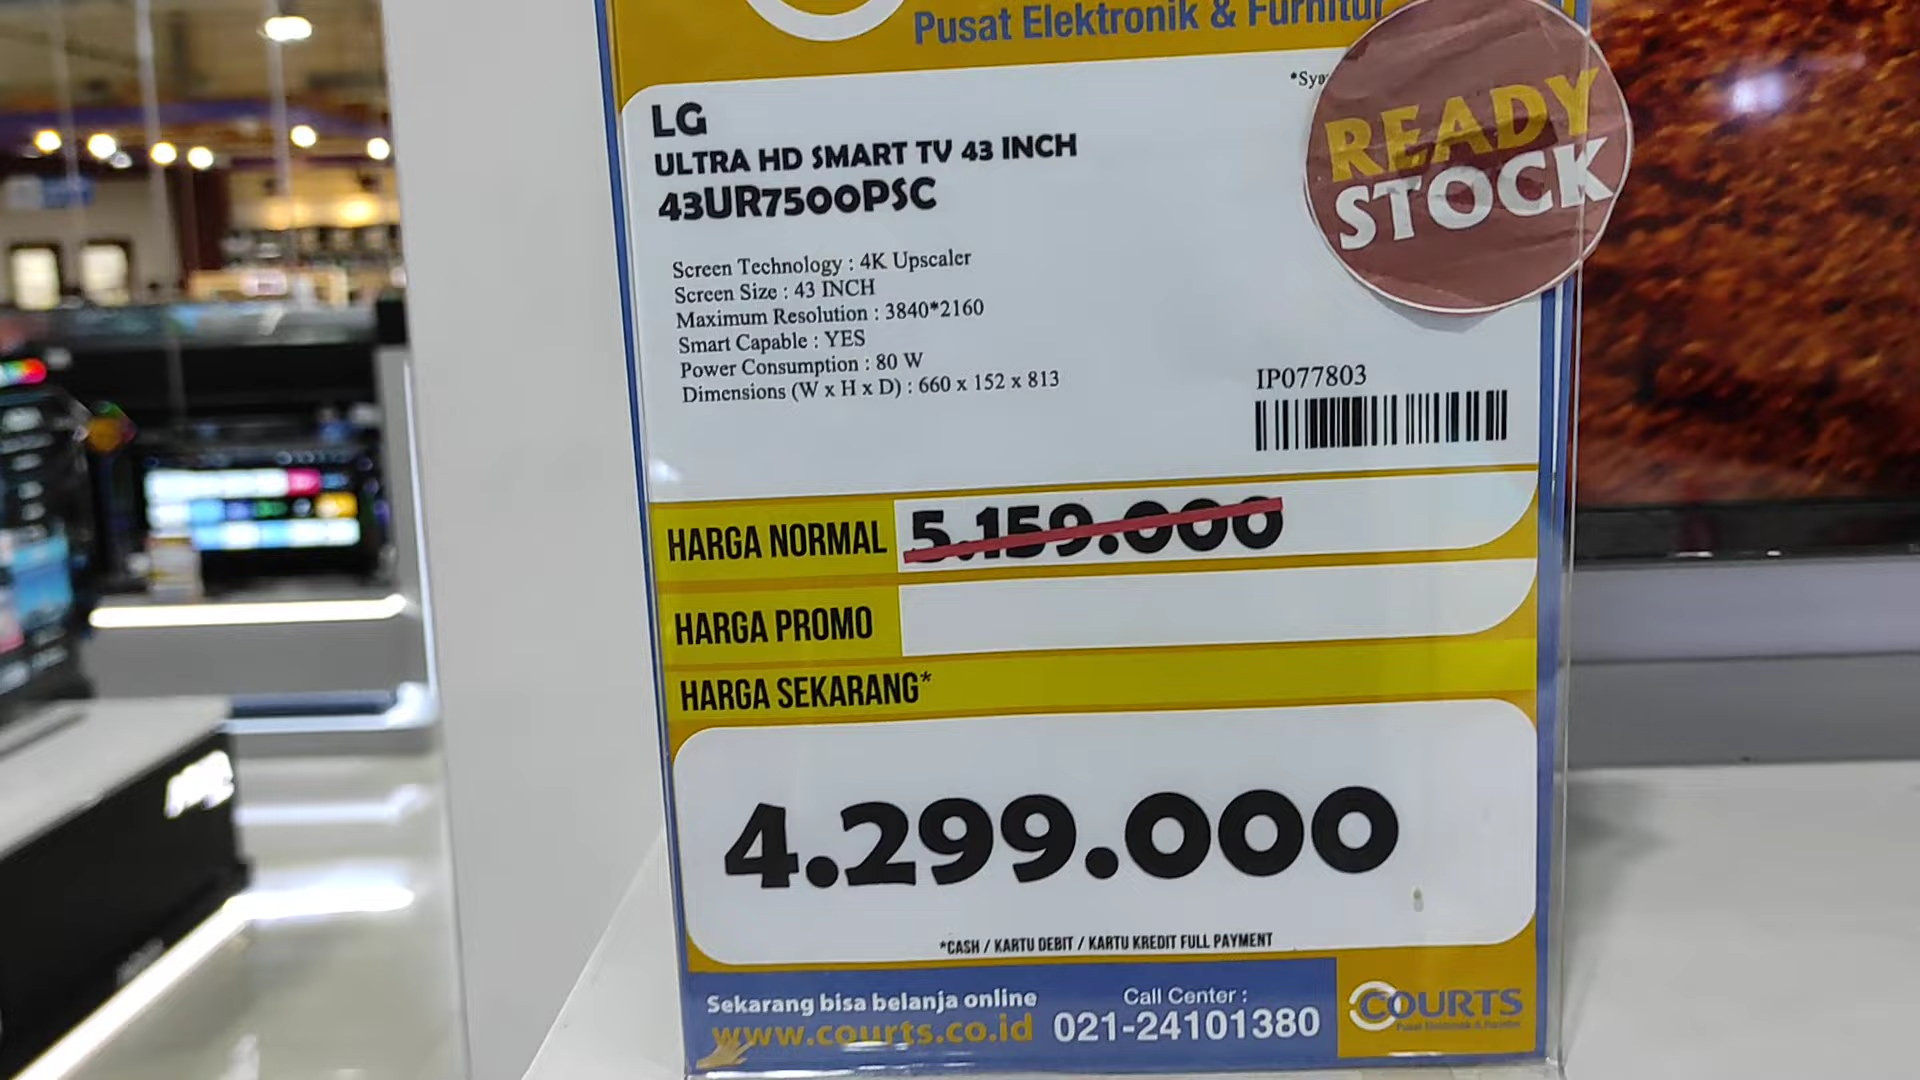 Pusat Elektronik & Furnitur
READY
STOCK
LG
ULTRA HD SMART TV 43 INCH
43UR7500PSC
Screen Technology : 4K Upscaler
Screen Size : 43 INCH
Maximum Resolution : 3840*2160
Smart Capable : YES
Power Consumption : 80 W
Dimensions (W x H x D) : 660 x 152 x 813
IP077803
HARGA NORMAL 5.159.000
HARGA PROMO
HARGA SEKARANG*
4.299.000
*CASH / KARTU DEBIT / KARTU KREDIT FULL PAYMENT
Sekarang bisa belanja online
www.courts.co.id
Call Center :
021-24101380
COURTS
Pusat Elektronik & Furnitur